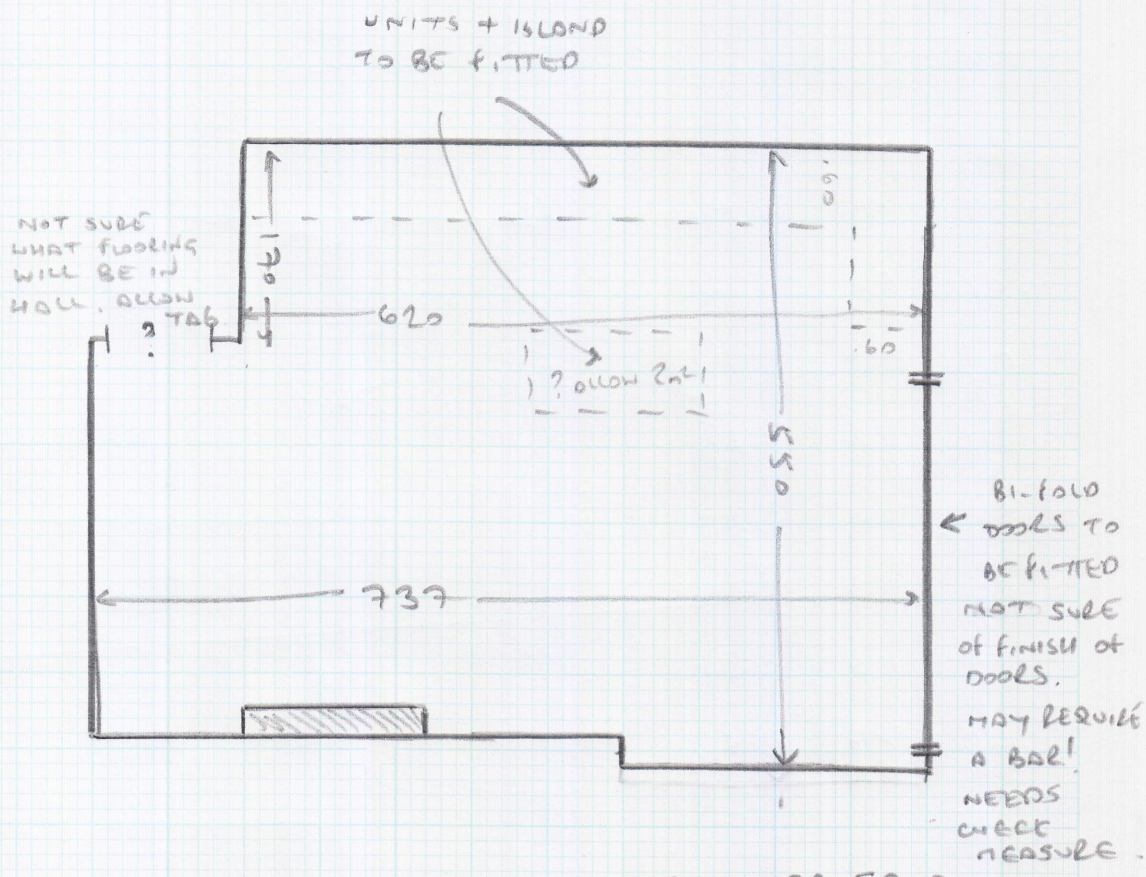 UNITS + ISLAND
TO BE FITTED
NOT SURE
WHAT FLOORING
WILL BE IN
HALL. ALLOW
TAG
?
170
620
.60
.60
? ALLOW 2m²
550
737
BI-FOLD
DOORS TO
BE FITTED
NOT SURE
OF FINISH OF
DOORS.
MAY REQUIRE
A BAR!
NEEDS
CHECK
MEASURE.